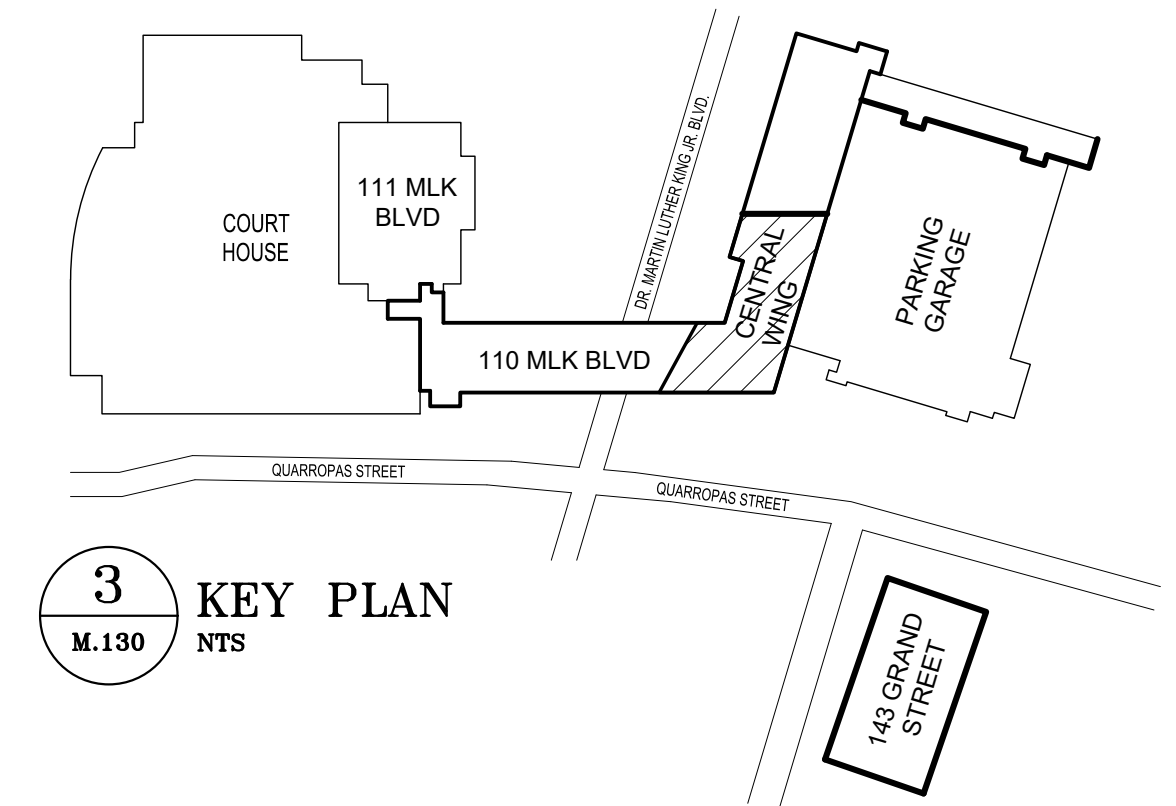 COURT
HOUSE
111 MLK
BLVD
DR. MARTIN LUTHER KING JR. BLVD.
CENTRAL
WING
PARKING
GARAGE
110 MLK BLVD
QUARROPAS STREET
QUARROPAS STREET
3
M.130
KEY PLAN
NTS
143 GRAND
STREET